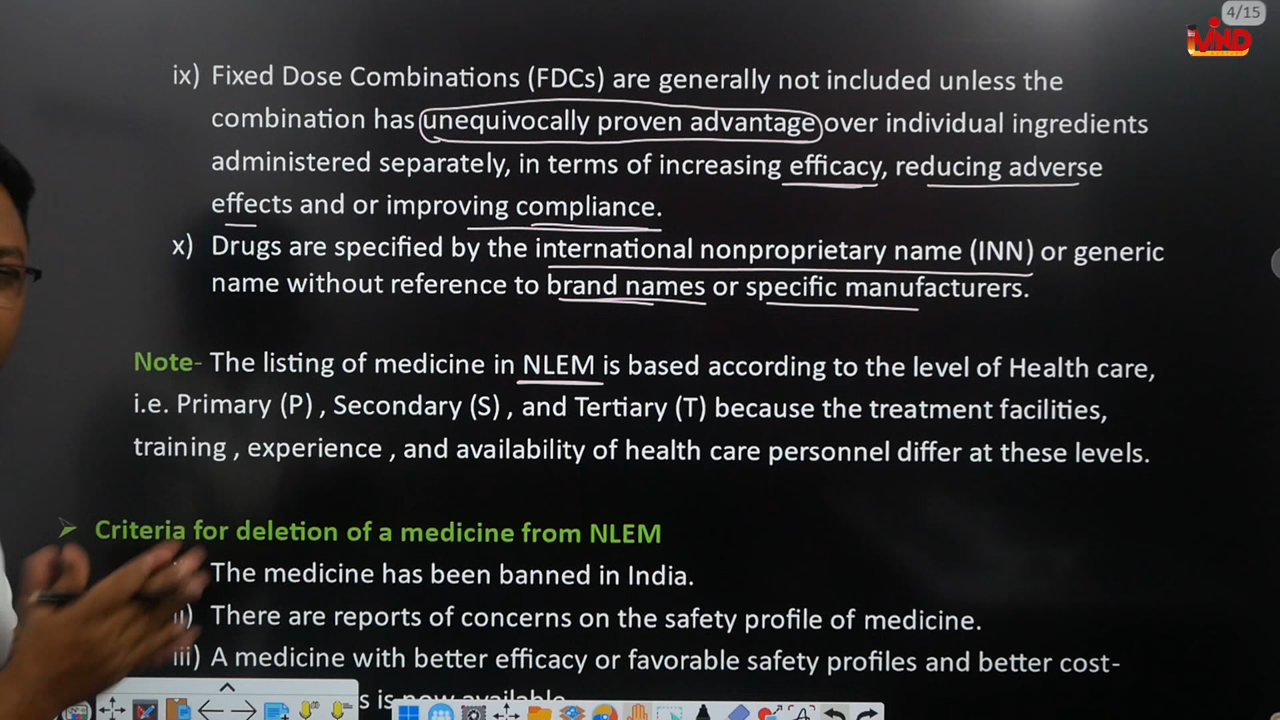 4/15
MIND
ix) Fixed Dose Combinations (FDCs) are generally not included unless the
combination has unequivocally proven advantage over individual ingredients
administered separately, in terms of increasing efficacy, reducing adverse
effects and or improving compliance.
x) Drugs are specified by the international nonproprietary name (INN) or generic
name without reference to brand names or specific manufacturers.
Note- The listing of medicine in NLEM is based according to the level of Health care,
i.e. Primary (P) , Secondary (S) , and Tertiary (T) because the treatment facilities,
training , experience , and availability of health care personnel differ at these levels.
Criteria for deletion of a medicine from NLEM
The medicine has been banned in India.
ii) There are reports of concerns on the safety profile of medicine.
iii) A medicine with better efficacy or favorable safety profiles and better cost-
is now available